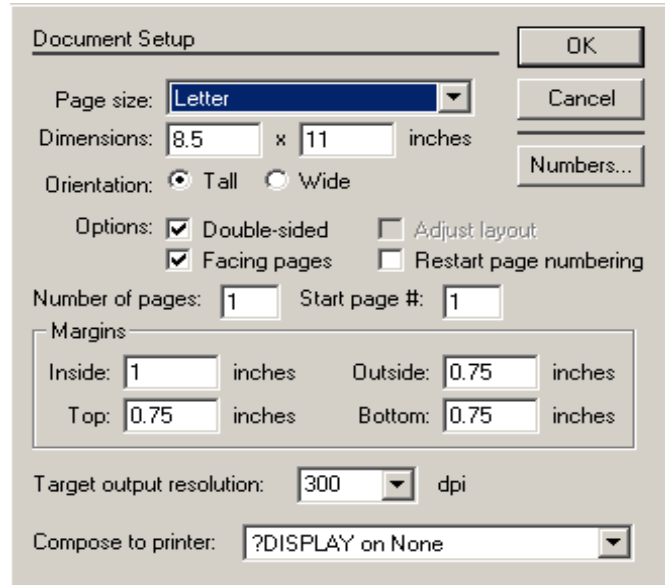 Document Setup
OK
Page size: Letter
Cancel
Dimensions: 8.5 x 11 inches
Numbers...
Orientation: Tall Wide
Options: Double-sided Adjust layout
Facing pages Restart page numbering
Number of pages: 1 Start page #: 1
Margins
Inside: 1 inches Outside: 0.75 inches
Top: 0.75 inches Bottom: 0.75 inches
Target output resolution: 300 dpi
Compose to printer: ?DISPLAY on None